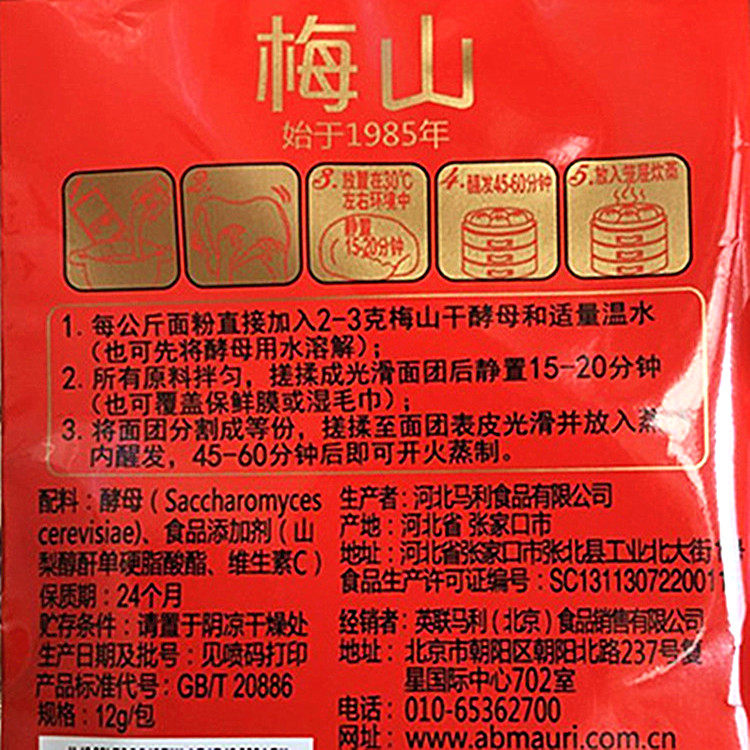 梅山
始于1985年
3.放置在30℃
左右环境中
静置
15-20分钟
4.醒发45-60分钟
5.放入蒸屉炊蒸
1. 每公斤面粉直接加入2-3克梅山干酵母和适量温水
（也可先将酵母用水溶解）；
2. 所有原料拌匀，搓揉成光滑面团后静置15-20分钟
（也可覆盖保鲜膜或湿毛巾）；
3. 将面团分割成等份，搓揉至面团表皮光滑并放入蒸
内醒发，45-60分钟后即可开火蒸制。
配料：酵母（Saccharomyces
cerevisiae)、食品添加剂（山
梨醇酐单硬脂酸酯、维生素C）
保质期：24个月
贮存条件：请置于阴凉干燥处
生产日期及批号：见喷码打印
产品标准代号：GB/T 20886
规格：12g/包
生产者：河北马利食品有限公司
产地：河北省 张家口市
地址：河北省张家口市张北县工业北大街
食品生产许可证编号：SC1311307220011
经销者：英联马利（北京）食品销售有限公司
地址：北京市朝阳区朝阳北路237号复
星国际中心702室
电话：010-65362700
网址：www.abmauri.com.cn